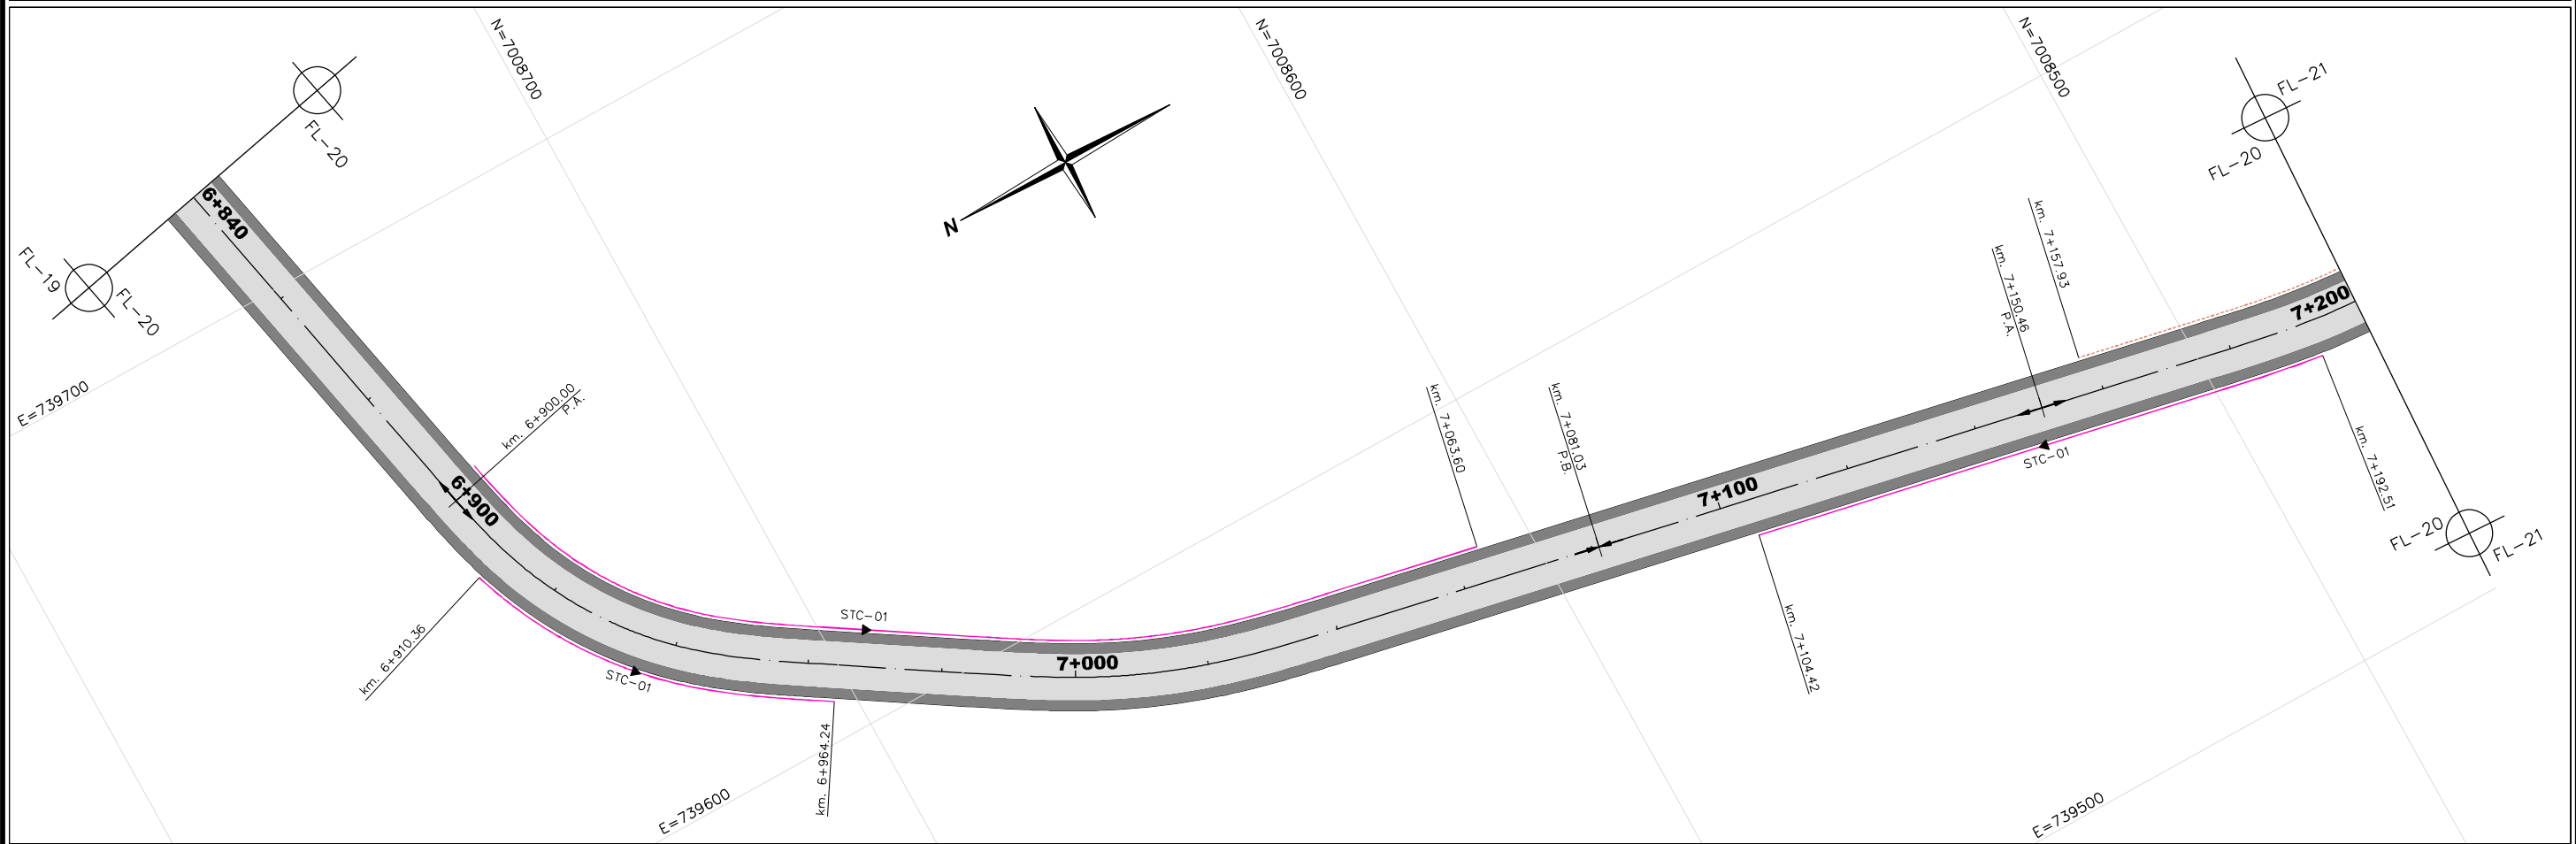 N=7008700
N=7008600
N=7008500
FL-20
FL-19
FL-20
6+840
E=739700
N
FL-21
FL-20
km. 7+157.93
km. 7+150.46
P.A.
7+200
km. 6+900.00
P.A.
6+900
km. 7+063.60
km. 7+081.03
P.B.
7+100
STC-01
km. 7+192.51
FL-20
FL-21
km. 6+910.36
STC-01
STC-01
7+000
km. 7+104.42
km. 6+964.24
E=739600
E=739500